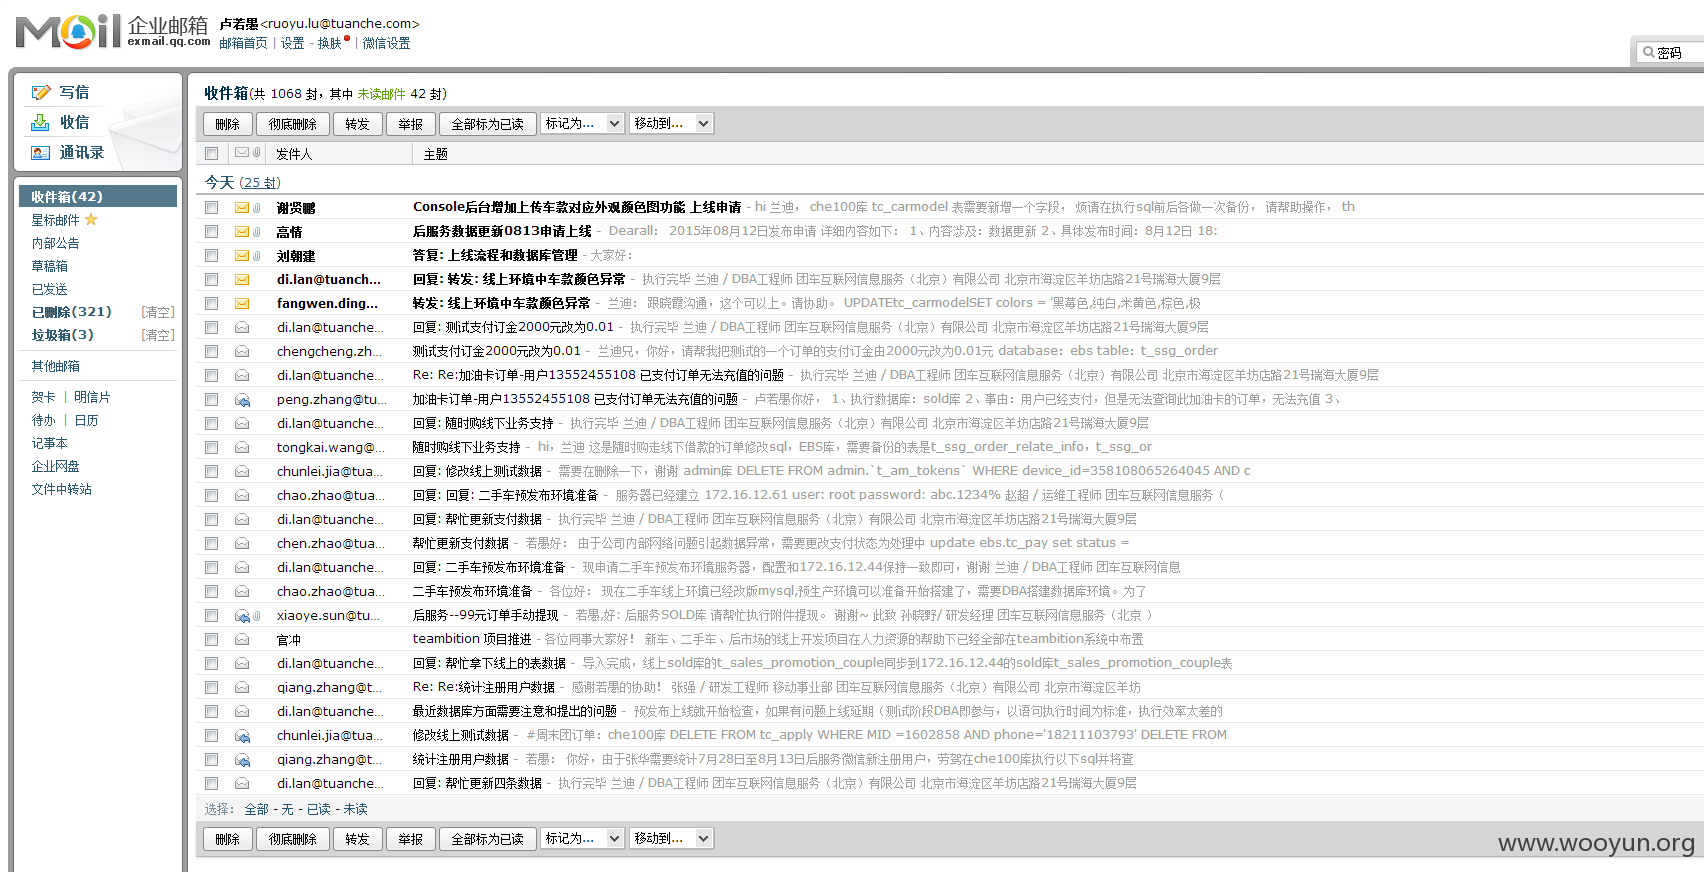 Mail 企业邮箱 exmail.qq.com
卢若愚<ruoyu.lu@tuanche.com>
邮箱首页 | 设置 - 换肤 | 微信设置
密码
写信
收信
通讯录
收件箱(42)
星标邮件
内部公告
草稿箱
已发送
已删除(321) [清空]
垃圾箱(3) [清空]
其他邮箱
贺卡 | 明信片
待办 | 日历
记事本
企业网盘
文件中转站
收件箱(共 1068 封，其中 未读邮件 42 封)
删除 彻底删除 转发 举报 全部标为已读 标记为... 移动到...
发件人 主题
今天 (25 封)
谢贤鹏 Console后台增加上传车款对应外观颜色图功能 上线申请 - hi 兰迪， che100库 tc_carmodel 表需要新增一个字段， 烦请在执行sql前后各做一次备份， 请帮助操作， th
高倩 后服务数据更新0813申请上线 - Dearall： 2015年08月12日发布申请 详细内容如下： 1、内容涉及：数据更新 2、具体发布时间：8月12日 18:
刘朝建 答复: 上线流程和数据库管理 - 大家好:
di.lan@tuanch... 回复: 转发: 线上环境中车款颜色异常 - 执行完毕 兰迪 / DBA工程师 团车互联网信息服务（北京）有限公司 北京市海淀区羊坊店路21号瑞海大厦9层
fangwen.ding... 转发: 线上环境中车款颜色异常 - 兰迪： 跟晓霞沟通，这个可以上。请协助。 UPDATEtc_carmodelSET colors = '黑莓色,纯白,米黄色,棕色,极
di.lan@tuanche... 回复: 测试支付订金2000元改为0.01 - 执行完毕 兰迪 / DBA工程师 团车互联网信息服务（北京）有限公司 北京市海淀区羊坊店路21号瑞海大厦9层
chengcheng.zh... 测试支付订金2000元改为0.01 - 兰迪兄，你好，请帮我把测试的一个订单的支付订金由2000元改为0.01元 database：ebs table：t_ssg_order
di.lan@tuanche... Re: Re:加油卡订单-用户13552455108 已支付订单无法充值的问题 - 执行完毕 兰迪 / DBA工程师 团车互联网信息服务（北京）有限公司 北京市海淀区羊坊店路21号瑞海大厦9层
peng.zhang@tu... 加油卡订单-用户13552455108 已支付订单无法充值的问题 - 卢若愚你好， 1、执行数据库：sold库 2、事由：用户已经支付，但是无法查询此加油卡的订单，无法充值 3、
di.lan@tuanche... 回复: 随时购线下业务支持 - 执行完毕 兰迪 / DBA工程师 团车互联网信息服务（北京）有限公司 北京市海淀区羊坊店路21号瑞海大厦9层
tongkai.wang@... 随时购线下业务支持 - hi，兰迪 这是随时购走线下借款的订单修改sql，EBS库，需要备份的表是t_ssg_order_relate_info，t_ssg_or
chunlei.jia@tua... 回复: 修改线上测试数据 - 需要在删除一下，谢谢 admin库 DELETE FROM admin.`t_am_tokens` WHERE device_id=358108065264045 AND c
chao.zhao@tua... 回复: 回复: 二手车预发布环境准备 - 服务器已经建立 172.16.12.61 user: root password: abc.1234% 赵超 / 运维工程师 团车互联网信息服务（
di.lan@tuanche... 回复: 帮忙更新支付数据 - 执行完毕 兰迪 / DBA工程师 团车互联网信息服务（北京）有限公司 北京市海淀区羊坊店路21号瑞海大厦9层
chen.zhao@tua... 帮忙更新支付数据 - 若愚好： 由于公司内部网络问题引起数据异常，需要更改支付状态为处理中 update ebs.tc_pay set status =
di.lan@tuanche... 回复: 二手车预发布环境准备 - 现申请二手车预发布环境服务器，配置和172.16.12.44保持一致即可，谢谢 兰迪 / DBA工程师 团车互联网信息
chao.zhao@tua... 二手车预发布环境准备 - 各位好： 现在二手车线上环境已经改版mysql,预生产环境可以准备开始搭建了，需要DBA搭建数据库环境。为了
xiaoye.sun@tu... 后服务--99元订单手动提现 - 若愚,好: 后服务SOLD库 请帮忙执行附件提现。 谢谢~ 此致 孙晓野/ 研发经理 团车互联网信息服务（北京 ）
官冲 teambition 项目推进 - 各位同事大家好！ 新车、二手车、后市场的线上开发项目在人力资源的帮助下已经全部在teambition系统中布置
di.lan@tuanche... 回复: 帮忙拿下线上的表数据 - 导入完成，线上sold库的t_sales_promotion_couple同步到172.16.12.44的sold库t_sales_promotion_couple表
qiang.zhang@t... Re: Re:统计注册用户数据 - 感谢若愚的协助！ 张强 / 研发工程师 移动事业部 团车互联网信息服务（北京）有限公司 北京市海淀区羊坊
di.lan@tuanche... 最近数据库方面需要注意和提出的问题 - 预发布上线就开始检查，如果有问题上线延期（测试阶段DBA即参与，以语句执行时间为标准，执行效率太差的
chunlei.jia@tua... 修改线上测试数据 - #周末团订单：che100库 DELETE FROM tc_apply WHERE MID =1602858 AND phone='18211103793' DELETE FROM
qiang.zhang@t... 统计注册用户数据 - 若愚： 你好，由于张华需要统计7月28日至8月13日后服务微信新注册用户，劳驾在che100库执行以下sql并将查
di.lan@tuanche... 回复: 帮忙更新四条数据 - 执行完毕 兰迪 / DBA工程师 团车互联网信息服务（北京）有限公司 北京市海淀区羊坊店路21号瑞海大厦9层
选择： 全部 - 无 - 已读 - 未读
删除 彻底删除 转发 举报 全部标为已读 标记为... 移动到...
www.wooyun.org